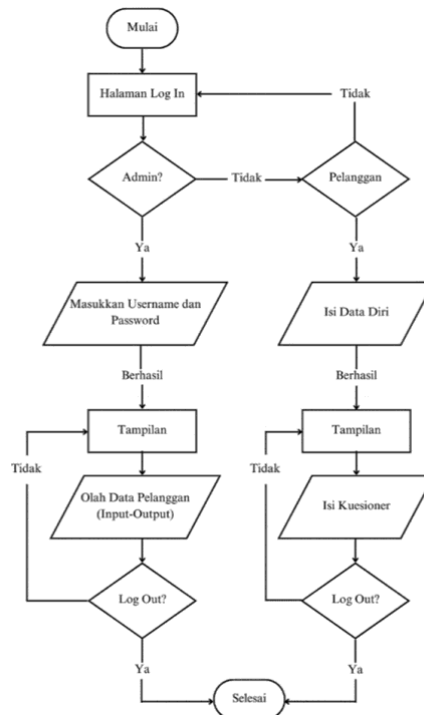 Mulai
Halaman Log In
Tidak
Admin?
Tidak
Pelanggan
Ya
Ya
Masukkan Username dan
Password
Isi Data Diri
Berhasil
Berhasil
Tampilan
Tampilan
Tidak
Tidak
Olah Data Pelanggan
(Input-Output)
Isi Kuesioner
Log Out?
Log Out?
Ya
Ya
Selesai